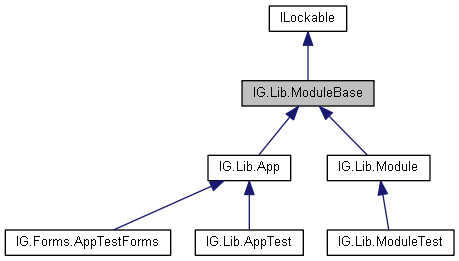 ILockable
IG.Lib.ModuleBase
IG.Lib.App
IG.Lib.Module
IG.Forms.AppTestForms
IG.Lib.AppTest
IG.Lib.ModuleTest